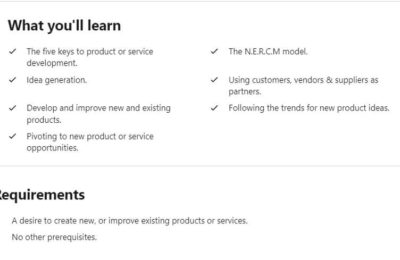 What you'll learn
The five keys to product or service
development.
The N.E.R.C.M model.
Idea generation.
Using customers, vendors & suppliers as
partners.
Develop and improve new and existing
products.
Following the trends for new product ideas.
Pivoting to new product or service
opportunities.
Requirements
A desire to create new, or improve existing products or services.
No other prerequisites.